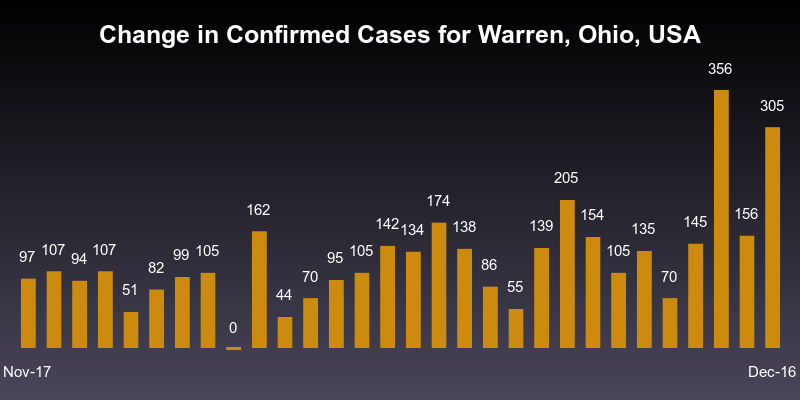 Change in Confirmed Cases for Warren, Ohio, USA
97 107 94 107 51 82 99 105 0 162 44 70 95 105 142 134 174 138 86 55 139 205 154 105 135 70 145 356 156 305
Nov-17 Dec-16